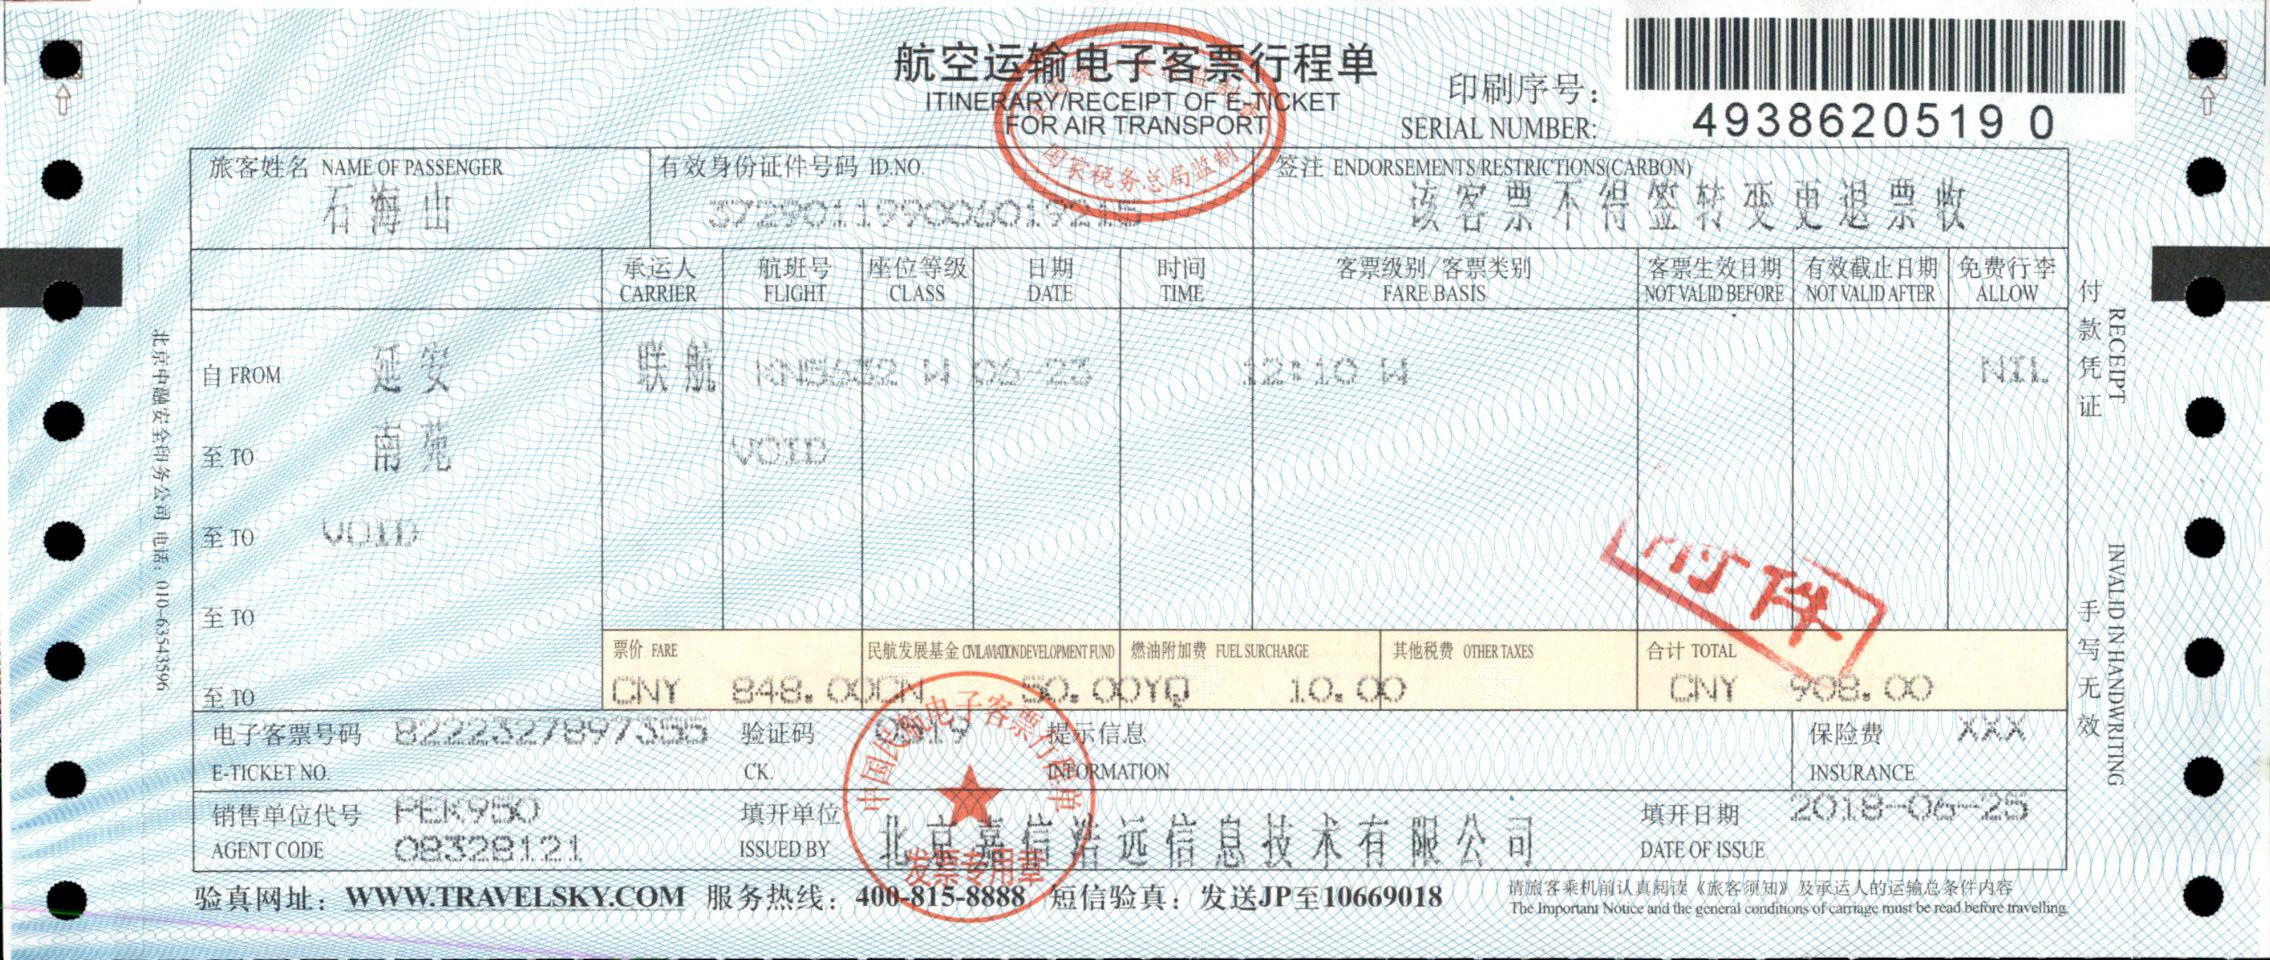 航空运输电子客票行程单
ITINERARY/RECEIPT OF E-TICKET
FOR AIR TRANSPORT
印刷序号：
SERIAL NUMBER:
4938620519 0
国家税务总局监制
旅客姓名 NAME OF PASSENGER
石海山
有效身份证件号码 ID.NO.
372901199006019215
签注 ENDORSEMENTS/RESTRICTIONS(CARBON)
该客票不得签转变更退票收
承运人 航班号 座位等级 日期 时间 客票级别/客票类别 客票生效日期 有效截止日期 免费行李
CARRIER FLIGHT CLASS DATE TIME FARE BASIS NOT VALID BEFORE NOT VALID AFTER ALLOW
自 FROM 延安 联航 KN5632 W 06-23 12:10 W NIL
至 TO 南苑 VOID
至 TO VOID
至 TO
至 TO
票价 FARE 民航发展基金 CIVIL AVIATION DEVELOPMENT FUND 燃油附加费 FUEL SURCHARGE 其他税费 OTHER TAXES 合计 TOTAL
CNY 848.00CN 50.00YQ 10.00 CNY 908.00
附件
电子客票号码 8222327897355 验证码 0519 提示信息 保险费 XXX
E-TICKET NO. CK. INFORMATION INSURANCE
销售单位代号 PEK950 填开单位 填开日期 2018-06-25
AGENT CODE 08328121 ISSUED BY 北京嘉信浩远信息技术有限公司 DATE OF ISSUE
中国民航电子客票行程单
发票专用章
验真网址：WWW.TRAVELSKY.COM 服务热线：400-815-8888 短信验真：发送JP至10669018
请旅客乘机前认真阅读《旅客须知》及承运人的运输总条件内容
The Important Notice and the general conditions of carriage must be read before travelling.
北京中融安全印务公司 电话：010-63543596
付款凭证
RECEIPT
手写无效
INVALID IN HANDWRITING